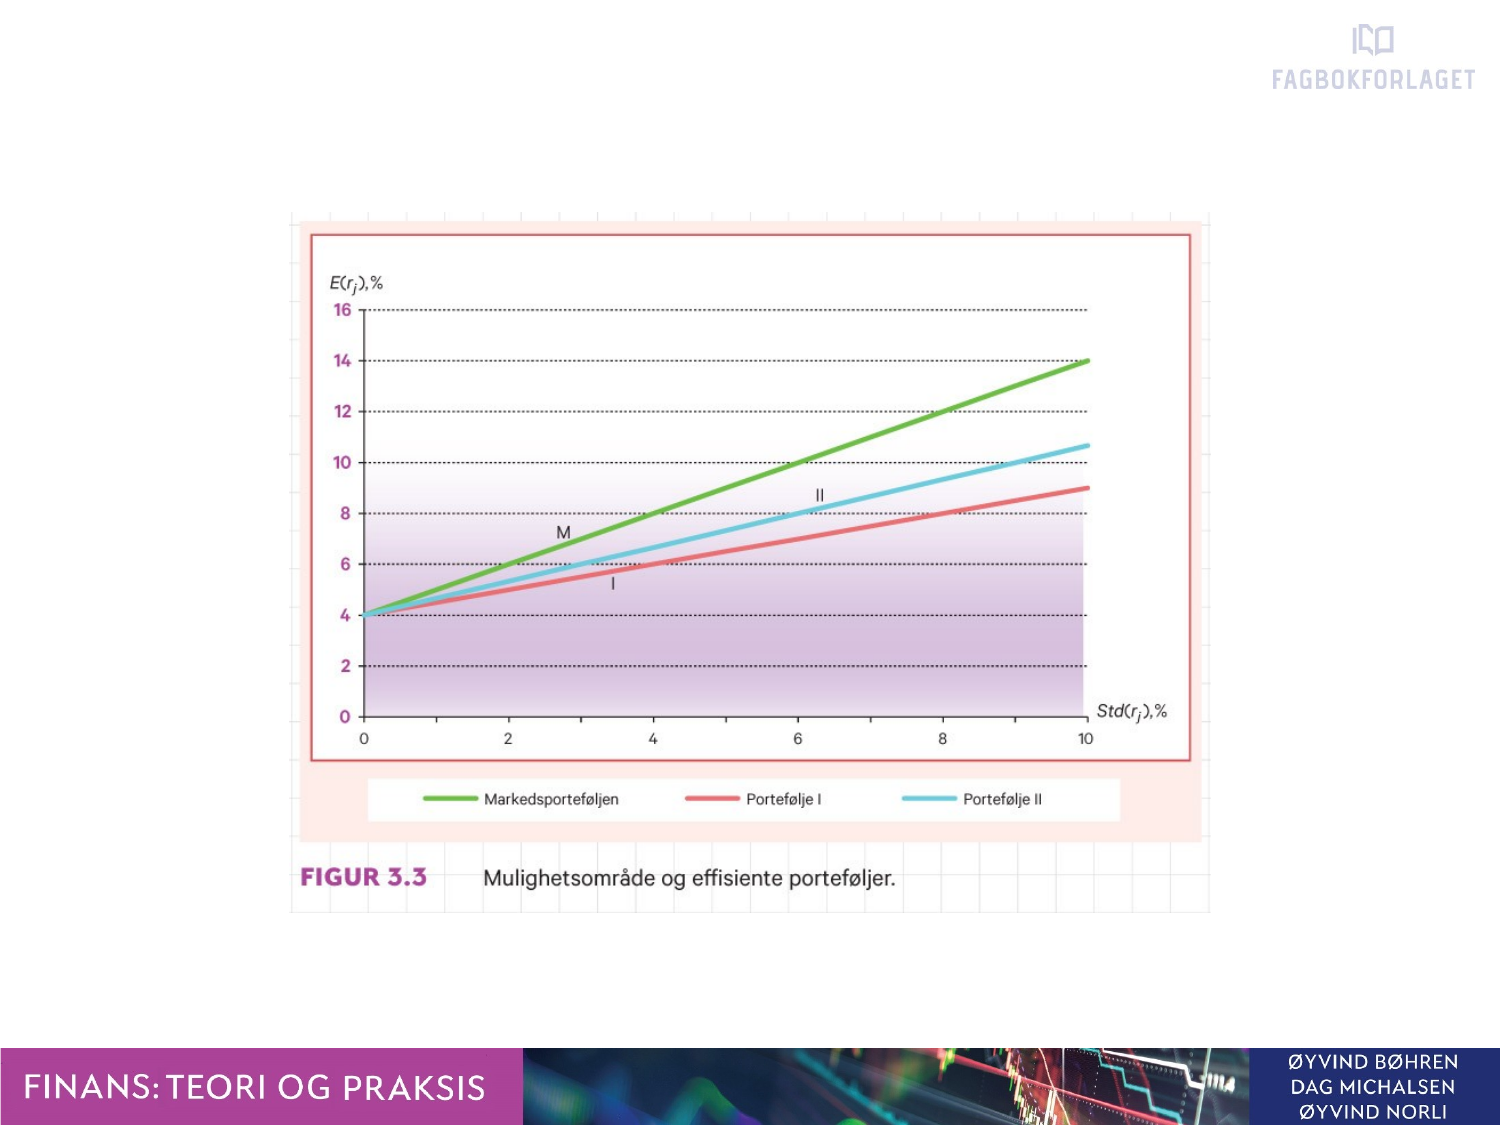 FAGBOKFORLAGET
E(rj),%
16
14
12
10
8
6
4
2
0
M
II
I
0 2 4 6 8 10
Std(rj),%
Markedsporteføljen Portefølje I Portefølje II
FIGUR 3.3 Mulighetsområde og effisiente porteføljer.
FINANS: TEORI OG PRAKSIS
ØYVIND BØHREN
DAG MICHALSEN
ØYVIND NORLI